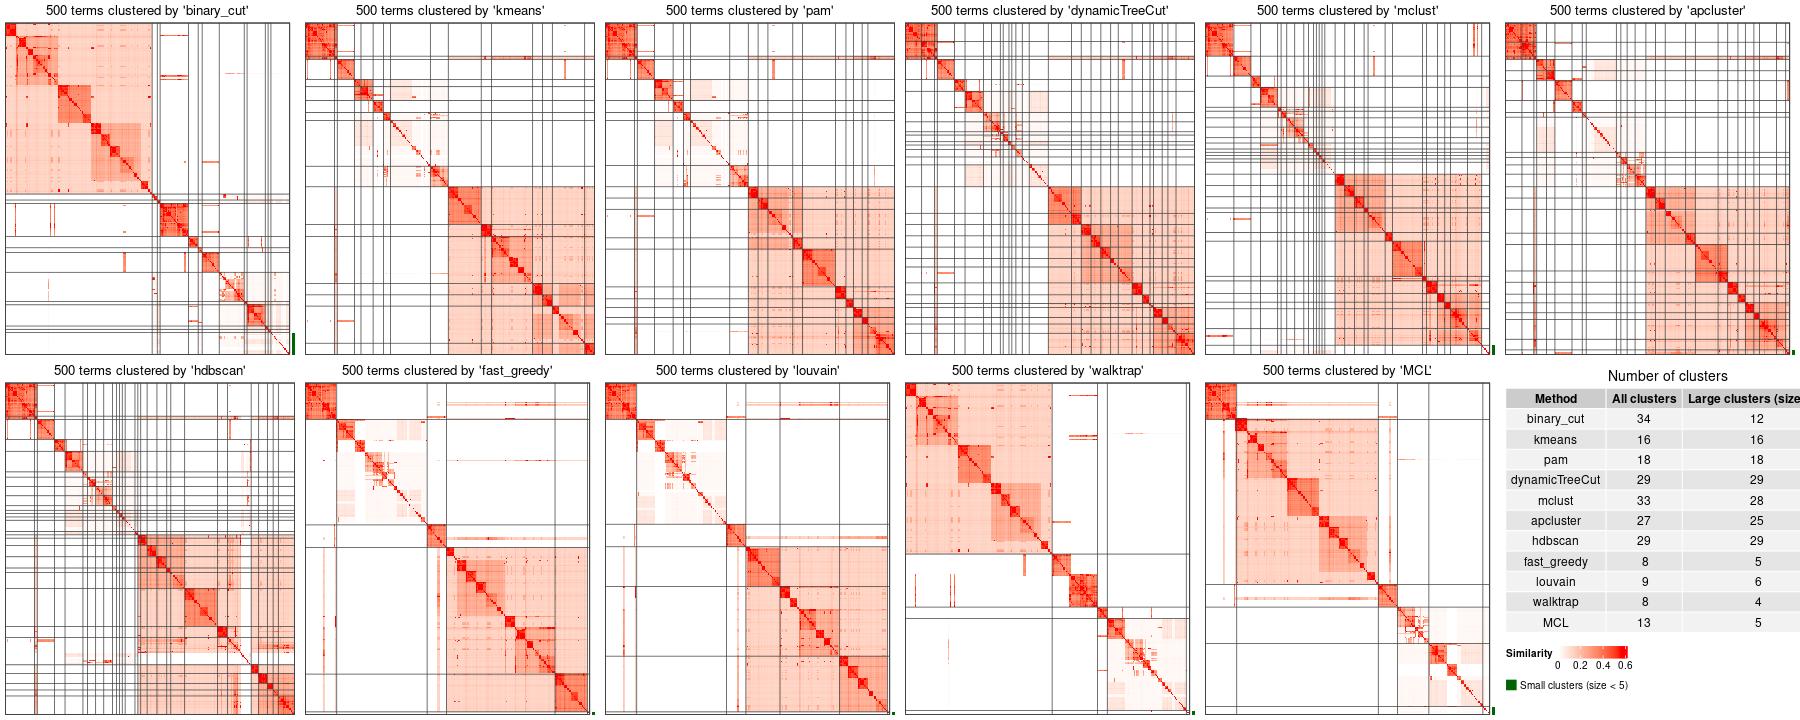 500 terms clustered by 'binary_cut'
500 terms clustered by 'kmeans'
500 terms clustered by 'pam'
500 terms clustered by 'dynamicTreeCut'
500 terms clustered by 'mclust'
500 terms clustered by 'apcluster'
500 terms clustered by 'hdbscan'
500 terms clustered by 'fast_greedy'
500 terms clustered by 'louvain'
500 terms clustered by 'walktrap'
500 terms clustered by 'MCL'
Number of clusters
Method All clusters Large clusters (size
binary_cut 34 12
kmeans 16 16
pam 18 18
dynamicTreeCut 29 29
mclust 33 28
apcluster 27 25
hdbscan 29 29
fast_greedy 8 5
louvain 9 6
walktrap 8 4
MCL 13 5
Similarity
0 0.2 0.4 0.6
Small clusters (size < 5)